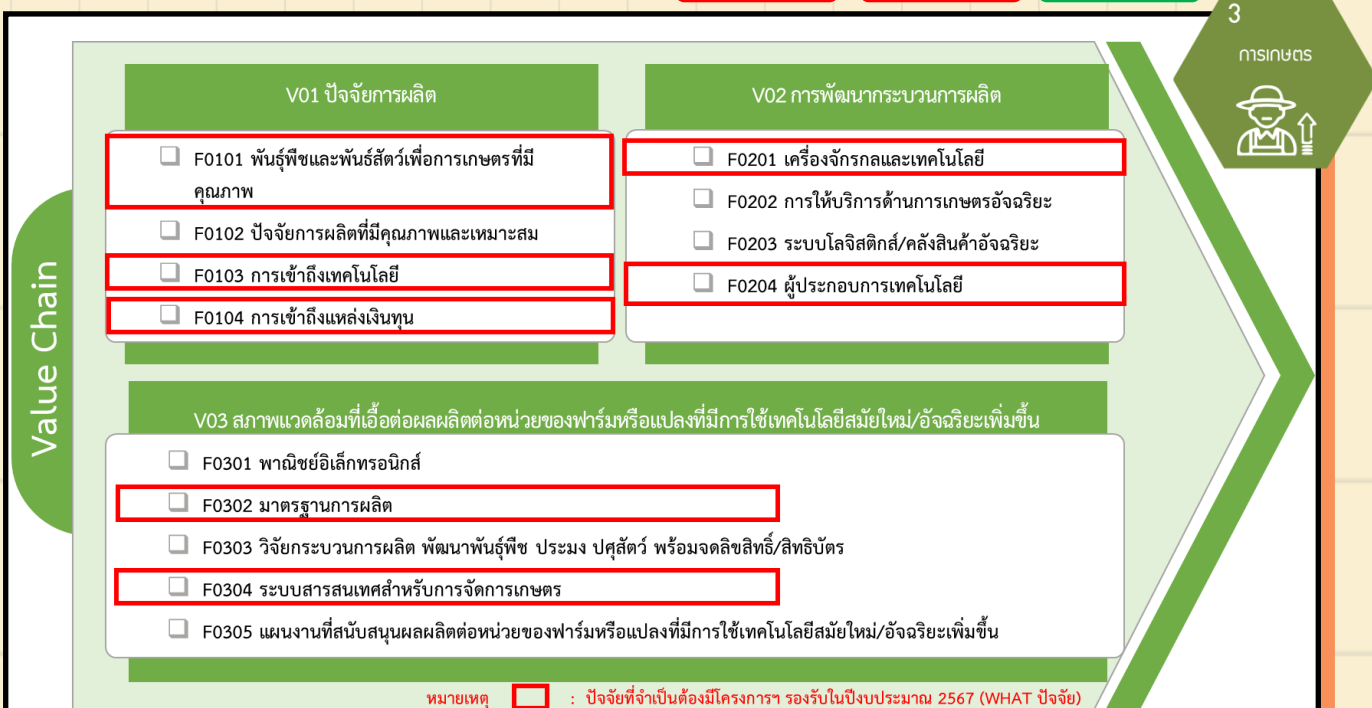 3
การเกษตร
Value Chain
V01 ปัจจัยการผลิต
F0101 พันธุ์พืชและพันธ์สัตว์เพื่อการเกษตรที่มี
คุณภาพ
F0102 ปัจจัยการผลิตที่มีคุณภาพและเหมาะสม
F0103 การเข้าถึงเทคโนโลยี
F0104 การเข้าถึงแหล่งเงินทุน
V02 การพัฒนากระบวนการผลิต
F0201 เครื่องจักรกลและเทคโนโลยี
F0202 การให้บริการด้านการเกษตรอัจฉริยะ
F0203 ระบบโลจิสติกส์/คลังสินค้าอัจฉริยะ
F0204 ผู้ประกอบการเทคโนโลยี
V03 สภาพแวดล้อมที่เอื้อต่อผลผลิตต่อหน่วยของฟาร์มหรือแปลงที่มีการใช้เทคโนโลยีสมัยใหม่/อัจฉริยะเพิ่มขึ้น
F0301 พาณิชย์อิเล็กทรอนิกส์
F0302 มาตรฐานการผลิต
F0303 วิจัยกระบวนการผลิต พัฒนาพันธุ์พืช ประมง ปศุสัตว์ พร้อมจดลิขสิทธิ์/สิทธิบัตร
F0304 ระบบสารสนเทศสำหรับการจัดการเกษตร
F0305 แผนงานที่สนับสนุนผลผลิตต่อหน่วยของฟาร์มหรือแปลงที่มีการใช้เทคโนโลยีสมัยใหม่/อัจฉริยะเพิ่มขึ้น
หมายเหตุ : ปัจจัยที่จำเป็นต้องมีโครงการฯ รองรับในปีงบประมาณ 2567 (WHAT ปัจจัย)